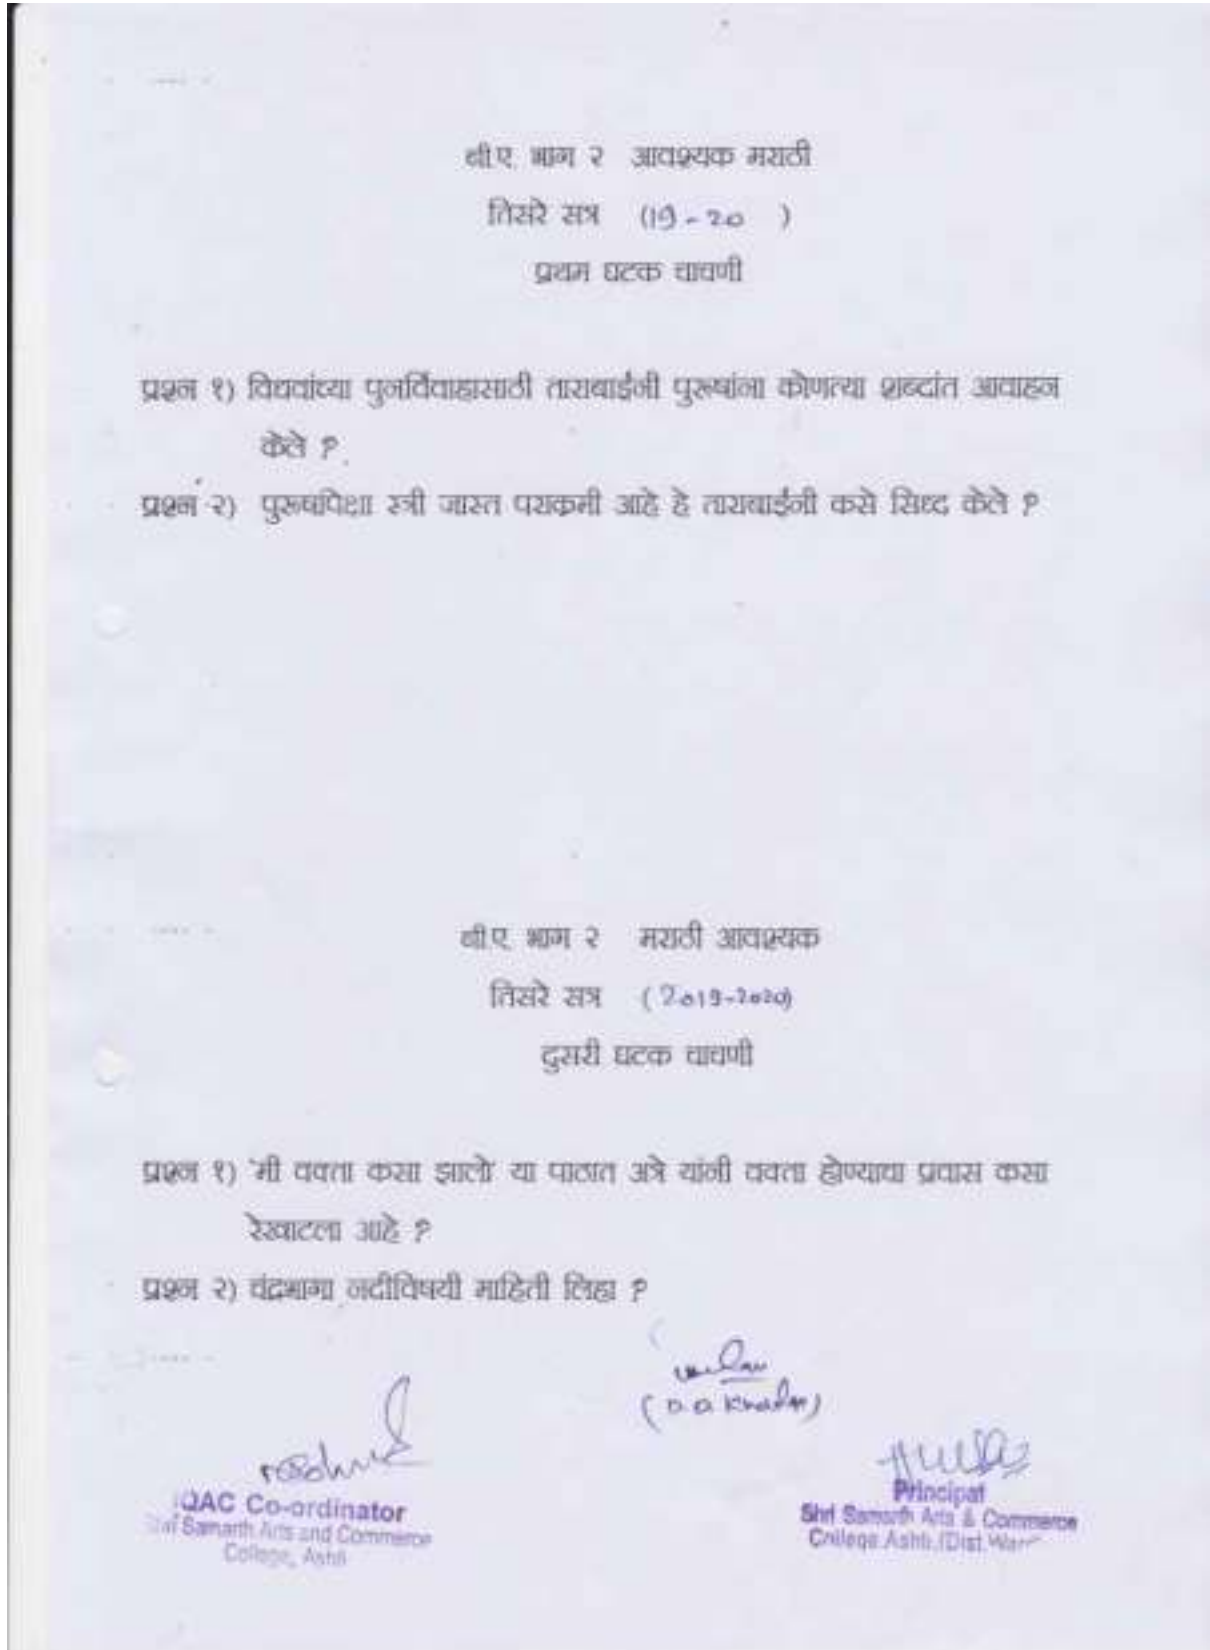 बी.ए. भाग २ आवश्यक मराठी
तिसरे सत्र (19-20 )
प्रथम घटक चाचणी
प्रश्न १) विधवांच्या पुनर्विवाहासाठी ताराबाईंनी पुरूषांना कोणत्या शब्दांत आवाहन
केले ?
प्रश्न २) पुरूषापेक्षा स्त्री जास्त पराक्रमी आहे हे ताराबाईंनी कसे सिध्द केले ?
बी.ए. भाग २ मराठी आवश्यक
तिसरे सत्र (2019-2020)
दुसरी घटक चाचणी
प्रश्न १) 'मी वक्ता कसा झालो' या पाठात अत्रे यांनी वक्ता होण्याचा प्रवास कसा
रेखाटला आहे ?
प्रश्न २) चंद्रभागा नदीविषयी माहिती लिहा ?
IQAC Co-ordinator
Shri Samarth Arts and Commerce
College, Ashti
Principal
Shri Samarth Arts & Commerce
College Ashti, (Dist.